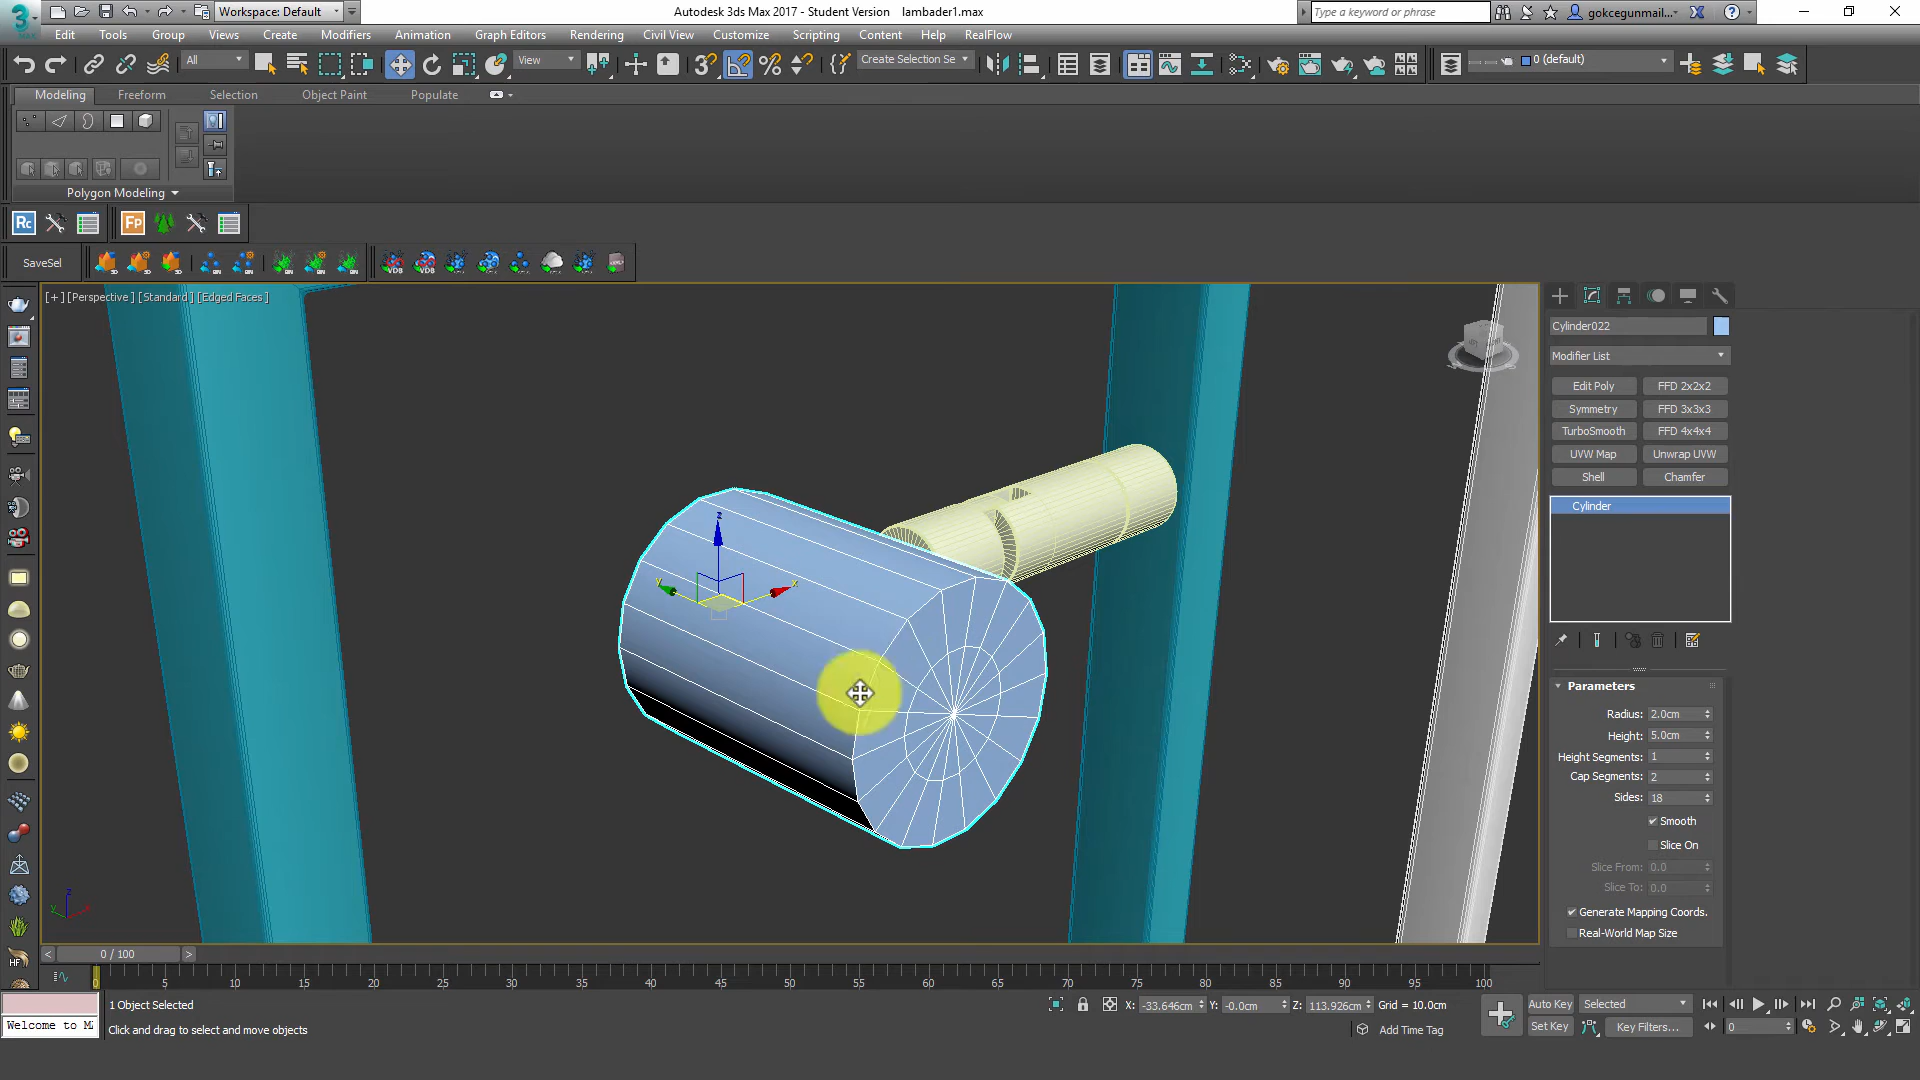 Workspace: Default
Autodesk 3ds Max 2017 - Student Version    lambader1.max
Type a keyword or phrase
gokcegunmail...
Edit Tools Group Views Create Modifiers Animation Graph Editors Rendering Civil View Customize Scripting Content Help RealFlow
All
View
Create Selection Se
0 (default)
Modeling Freeform Selection Object Paint Populate
Polygon Modeling
Rc
Fp
SaveSel
[+] [Perspective] [Standard] [Edged Faces]
Cylinder022
Modifier List
Edit Poly FFD 2x2x2
Symmetry FFD 3x3x3
TurboSmooth FFD 4x4x4
UVW Map Unwrap UVW
Shell Chamfer
Cylinder
Parameters
Radius: 2.0cm
Height: 5.0cm
Height Segments: 1
Cap Segments: 2
Sides: 18
Smooth
Slice On
Slice From: 0.0
Slice To: 0.0
Generate Mapping Coords.
Real-World Map Size
z
y
x
HF
< 0 / 100 >
0 5 10 15 20 25 30 35 40 45 50 55 60 65 70 75 80 85 90 95 100
1 Object Selected
X: -33.646cm Y: -0.0cm Z: 113.926cm Grid = 10.0cm
Auto Key Selected
Welcome to M
Click and drag to select and move objects
Add Time Tag
Set Key Key Filters...
0